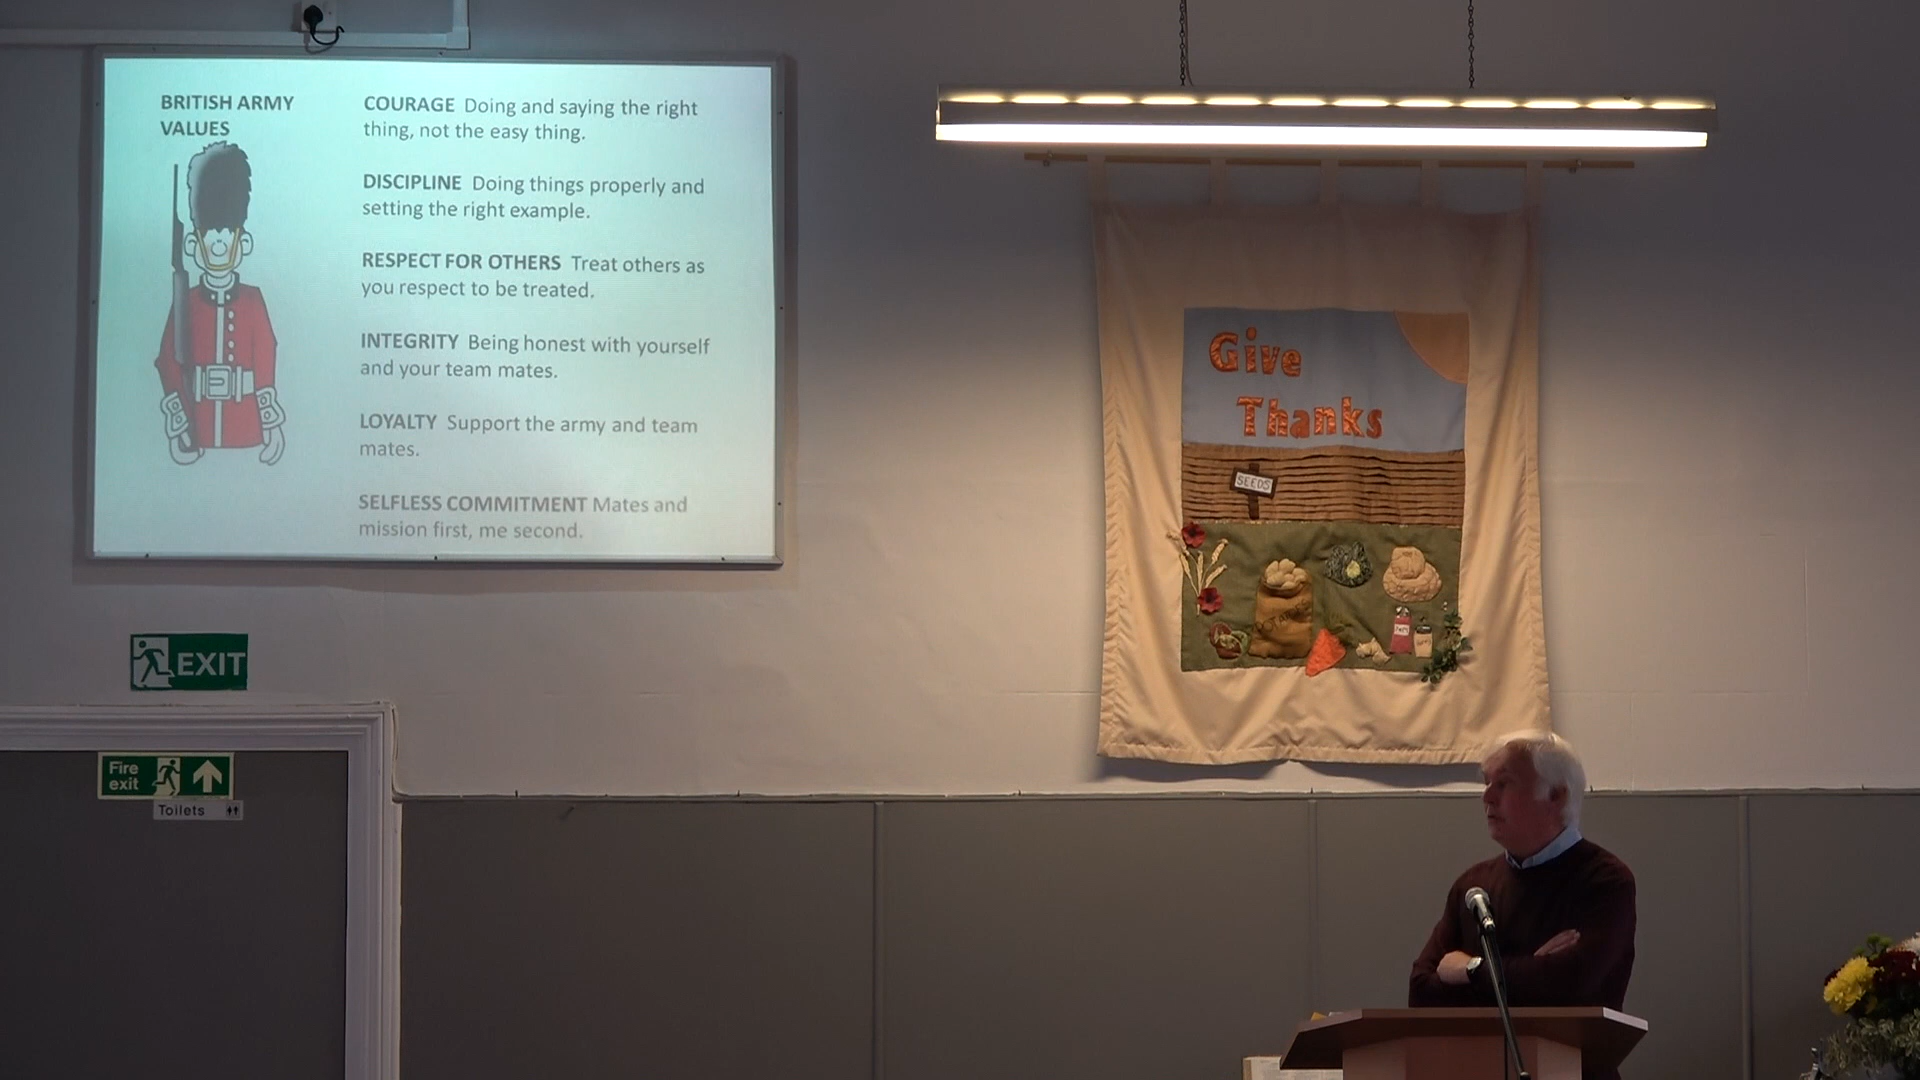 BRITISH ARMY
VALUES
COURAGE Doing and saying the right
thing, not the easy thing.
DISCIPLINE Doing things properly and
setting the right example.
RESPECT FOR OTHERS Treat others as
you respect to be treated.
INTEGRITY Being honest with yourself
and your team mates.
LOYALTY Support the army and team
mates.
SELFLESS COMMITMENT Mates and
mission first, me second.
Give
Thanks
SEEDS
EXIT
Fire
exit
Toilets